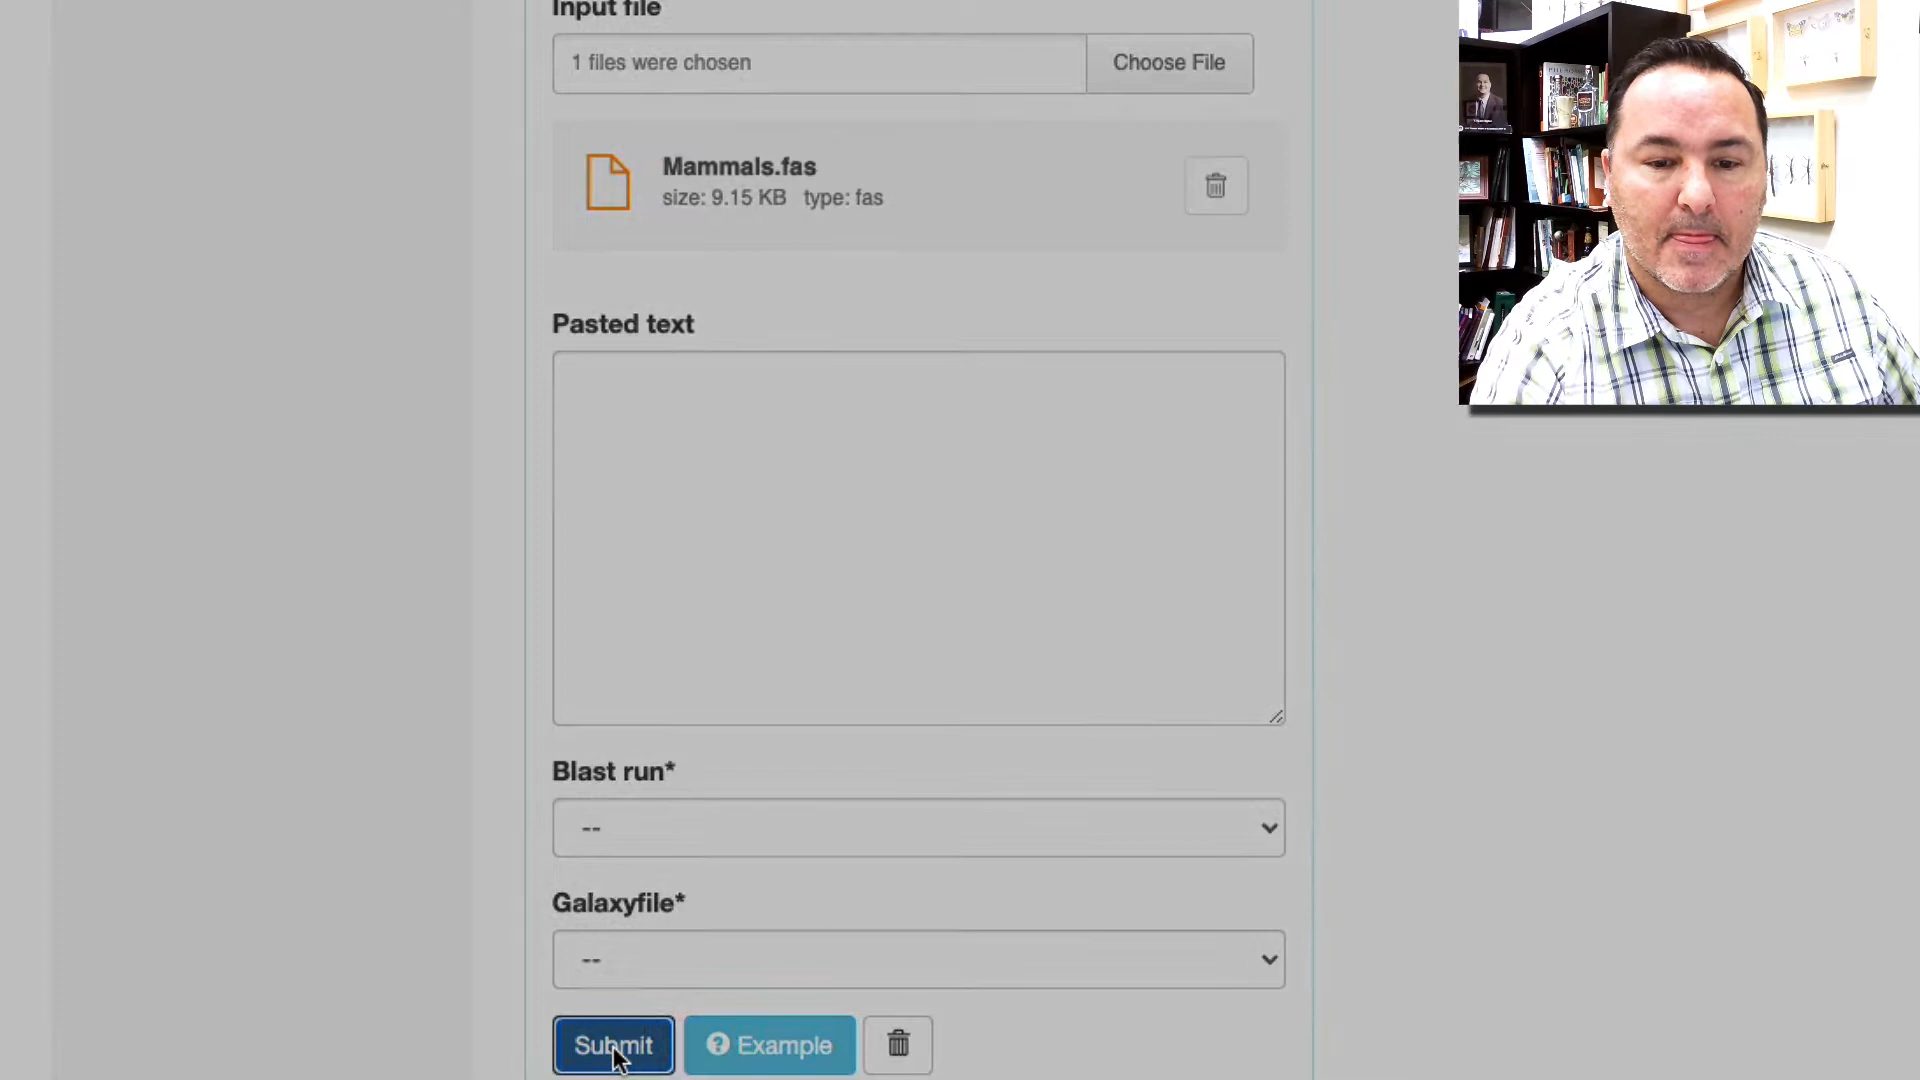 Input file
1 files were chosen
Choose File
Mammals.fas
size: 9.15 KB type: fas
Pasted text
Blast run*
--
Galaxyfile*
--
Submit
Example